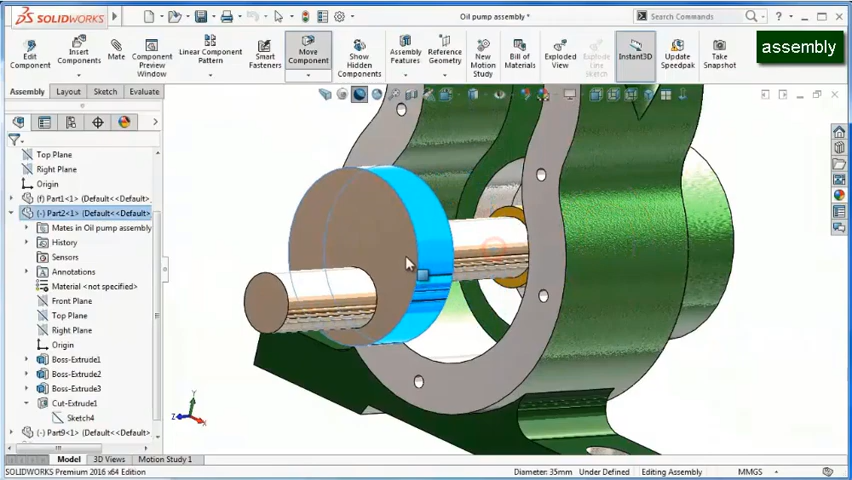 SOLIDWORKS
Oil pump assembly *
Search Commands
assembly
Edit Component
Insert Components
Mate
Component Preview Window
Linear Component Pattern
Smart Fasteners
Move Component
Show Hidden Components
Assembly Features
Reference Geometry
New Motion Study
Bill of Materials
Exploded View
Explode Line Sketch
Instant3D
Update Speedpak
Take Snapshot
Assembly Layout Sketch Evaluate
Top Plane
Right Plane
Origin
(f) Part1<1> (Default<<Default>
(-) Part2<1> (Default<<Default>
Mates in Oil pump assembly
History
Sensors
Annotations
Material <not specified>
Front Plane
Top Plane
Right Plane
Origin
Boss-Extrude1
Boss-Extrude2
Boss-Extrude3
Cut-Extrude1
Sketch4
(-) Part9<1> (Default<<Default>
Y
Z
X
Model 3D Views Motion Study 1
SOLIDWORKS Premium 2016 x64 Edition
Diameter: 35mm Under Defined Editing Assembly MMGS